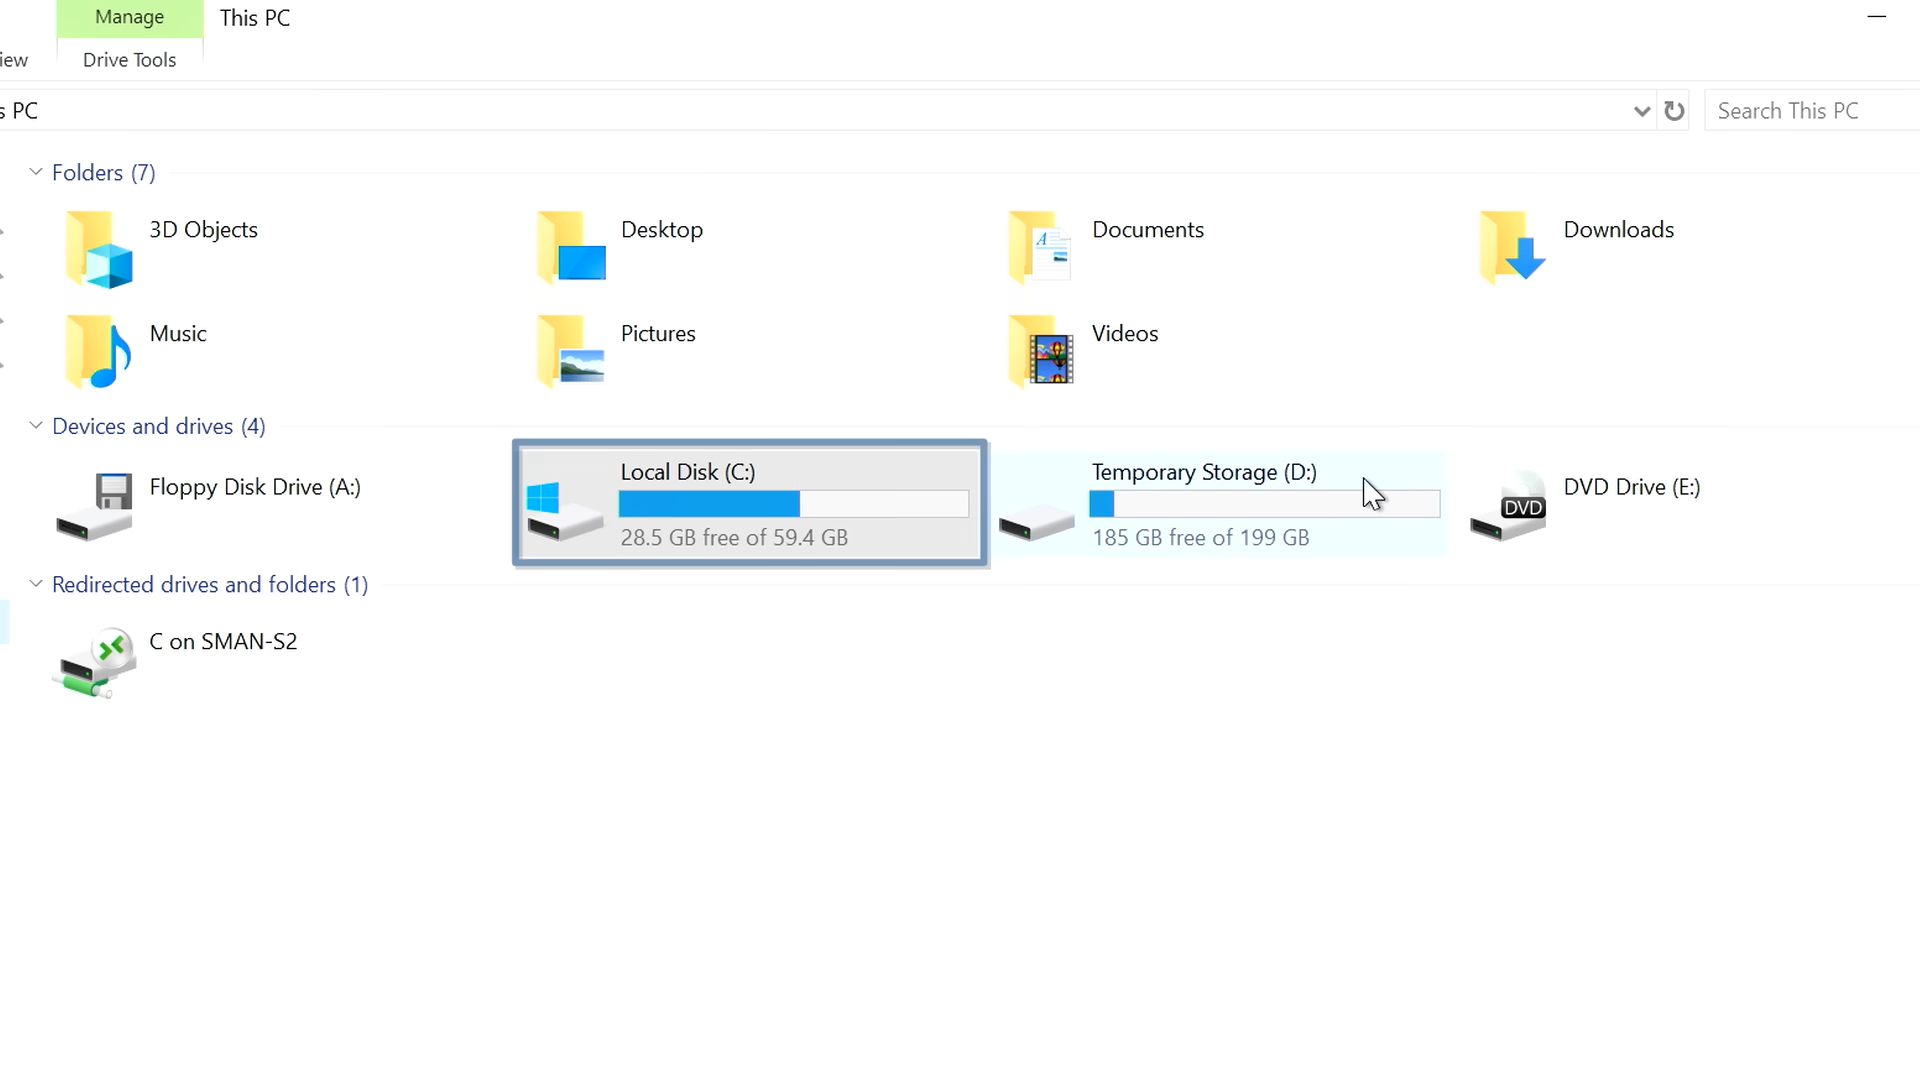 Manage
This PC
iew
Drive Tools
s PC
Search This PC
Folders (7)
3D Objects
Desktop
Documents
Downloads
Music
Pictures
Videos
Devices and drives (4)
Floppy Disk Drive (A:)
Local Disk (C:)
28.5 GB free of 59.4 GB
Temporary Storage (D:)
185 GB free of 199 GB
DVD
DVD Drive (E:)
Redirected drives and folders (1)
C on SMAN-S2